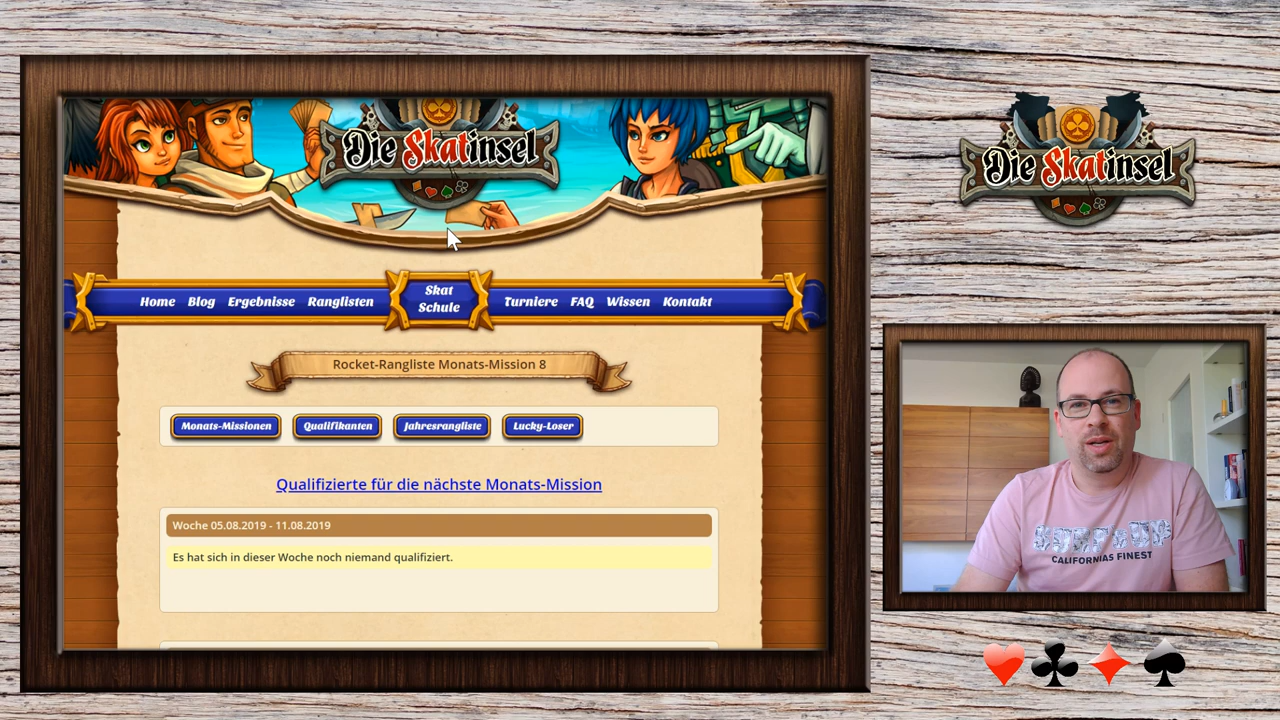 Die Skatinsel
Die Skatinsel
Home Blog Ergebnisse Ranglisten Skat Schule Turniere FAQ Wissen Kontakt
Rocket-Rangliste Monats-Mission 8
Monats-Missionen Qualifikanten Jahresrangliste Lucky-Loser
Qualifizierte für die nächste Monats-Mission
Woche 05.08.2019 - 11.08.2019
Es hat sich in dieser Woche noch niemand qualifiziert.
SURF'S UP
CALIFORNIAS FINEST